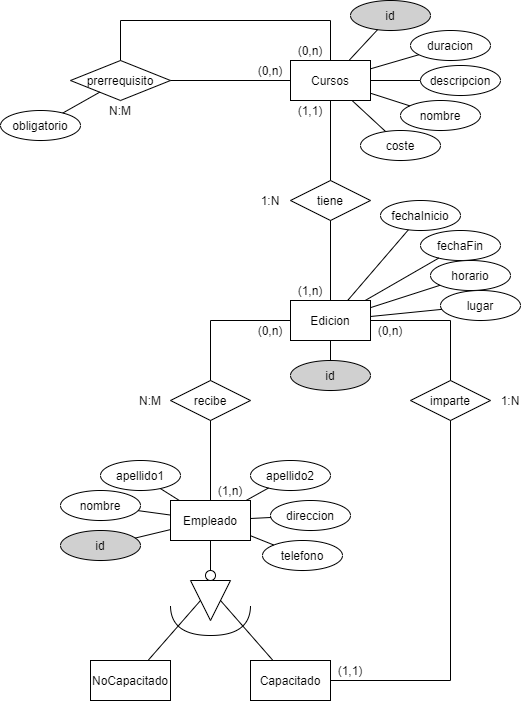 id
duracion
(0,n)
prerrequisito
(0,n)
Cursos
descripcion
N:M
(1,1)
nombre
obligatorio
coste
1:N
tiene
fechaInicio
fechaFin
horario
(1,n)
lugar
Edicion
(0,n)
(0,n)
id
N:M
recibe
imparte
1:N
apellido1
apellido2
(1,n)
nombre
Empleado
direccion
id
telefono
NoCapacitado
Capacitado
(1,1)